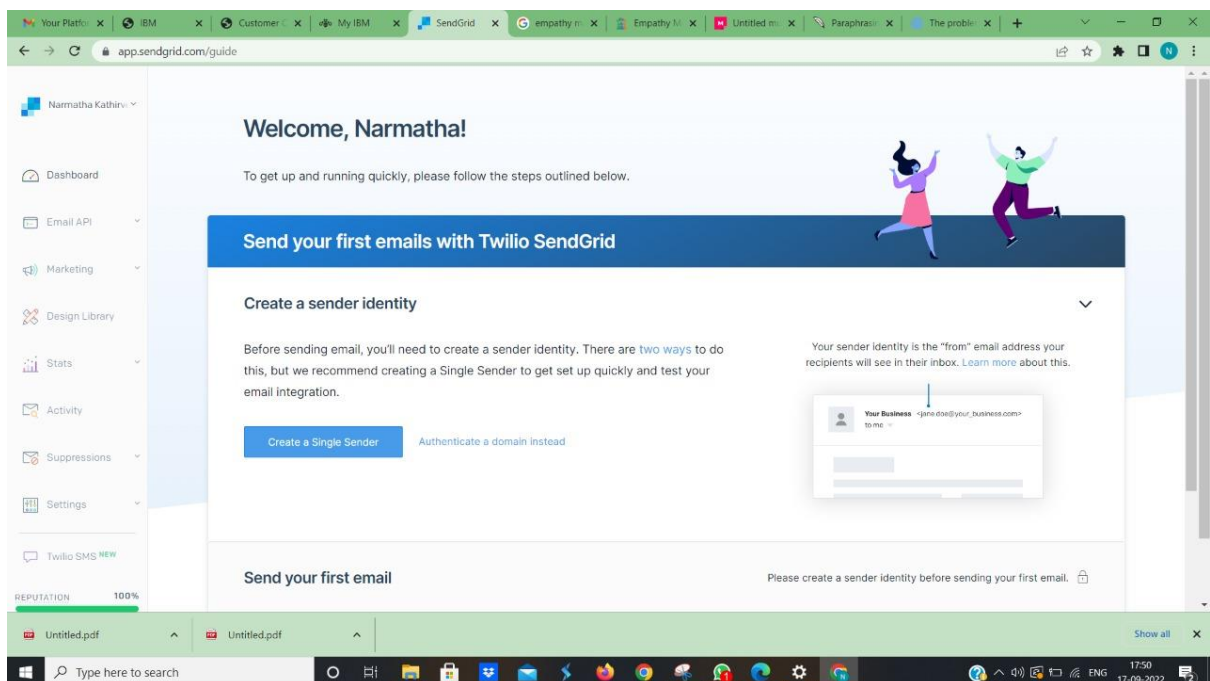 Your Platfo
IBM
Customer C
My IBM
SendGrid
empathy m
Empathy M
Untitled mi
Paraphrasin
The problem
app.sendgrid.com/guide
N
Narmatha Kathirve
Dashboard
Email API
Marketing
Design Library
Stats
Activity
Suppressions
Settings
Twilio SMS NEW
REPUTATION 100%
Welcome, Narmatha!
To get up and running quickly, please follow the steps outlined below.
Send your first emails with Twilio SendGrid
Create a sender identity
Before sending email, you'll need to create a sender identity. There are two ways to do
this, but we recommend creating a Single Sender to get set up quickly and test your
email integration.
Create a Single Sender Authenticate a domain instead
Your sender identity is the "from" email address your
recipients will see in their inbox. Learn more about this.
Your Business <jane.doe@your_business.com>
to me
Send your first email
Please create a sender identity before sending your first email.
Untitled.pdf
Untitled.pdf
Show all
Type here to search
ENG
17:50
17-09-2022